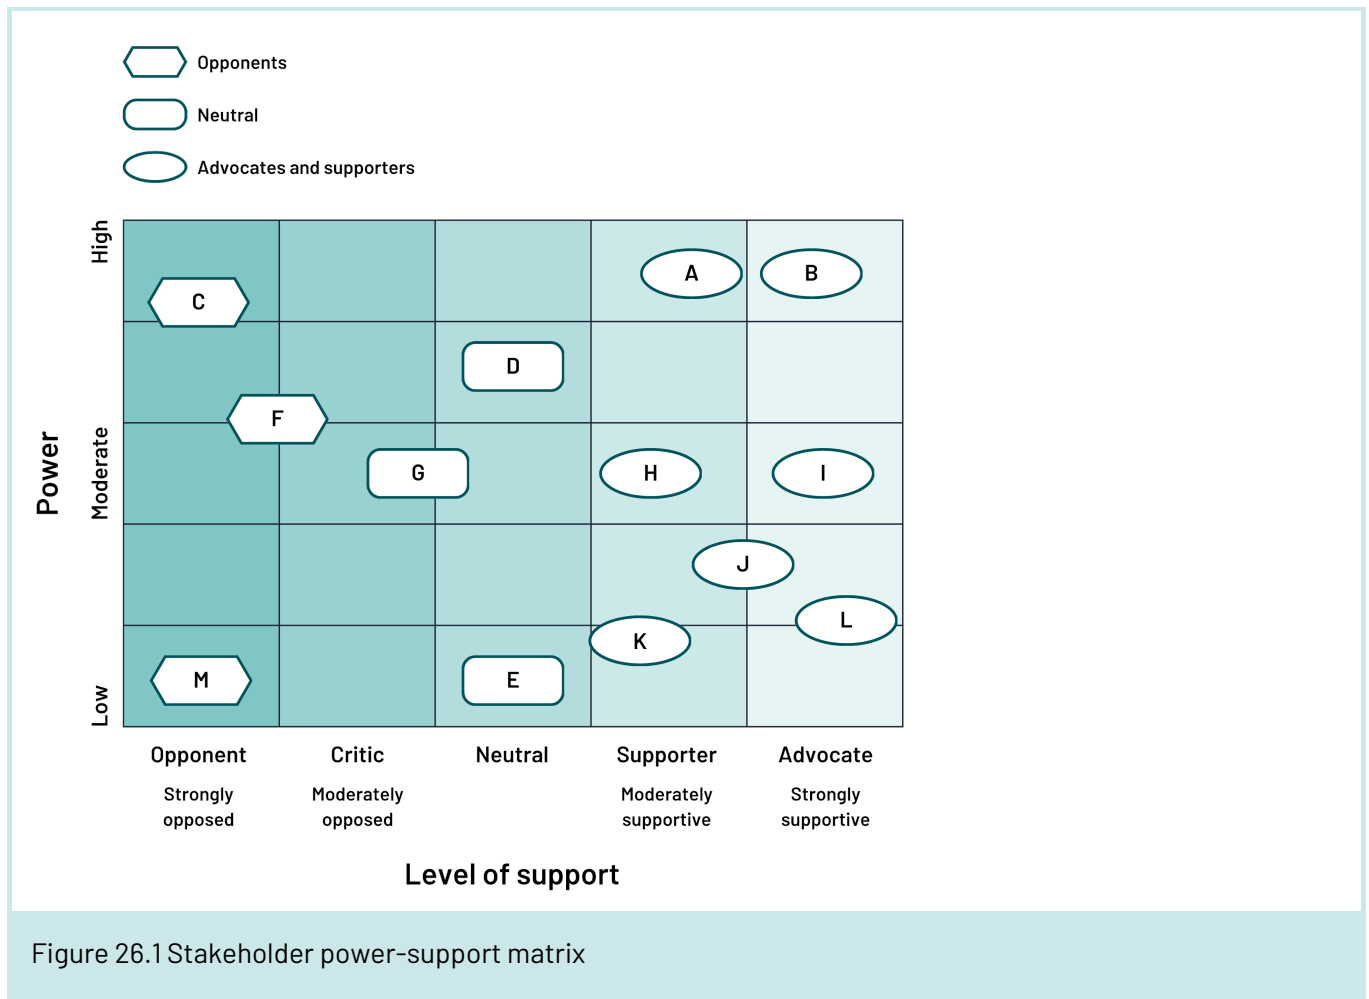 Opponents
Neutral
Advocates and supporters
High
Moderate
Low
Power
A
B
C
D
F
G
H
I
J
L
K
M
E
Opponent
Critic
Neutral
Supporter
Advocate
Strongly
opposed
Moderately
opposed
Moderately
supportive
Strongly
supportive
Level of support
Figure 26.1 Stakeholder power-support matrix